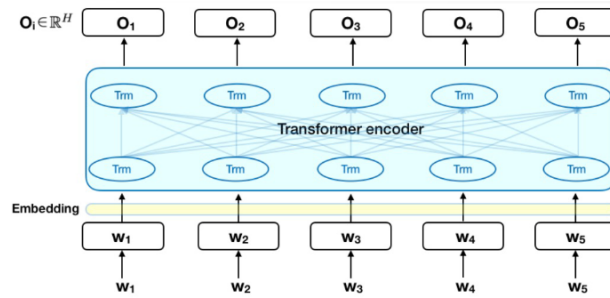 Oᵢ∈ℝᴴ O₁ O₂ O₃ O₄ O₅
Trm Trm Trm Trm Trm
Transformer encoder
Trm Trm Trm Trm Trm
Embedding
W₁ W₂ W₃ W₄ W₅
W₁ W₂ W₃ W₄ W₅